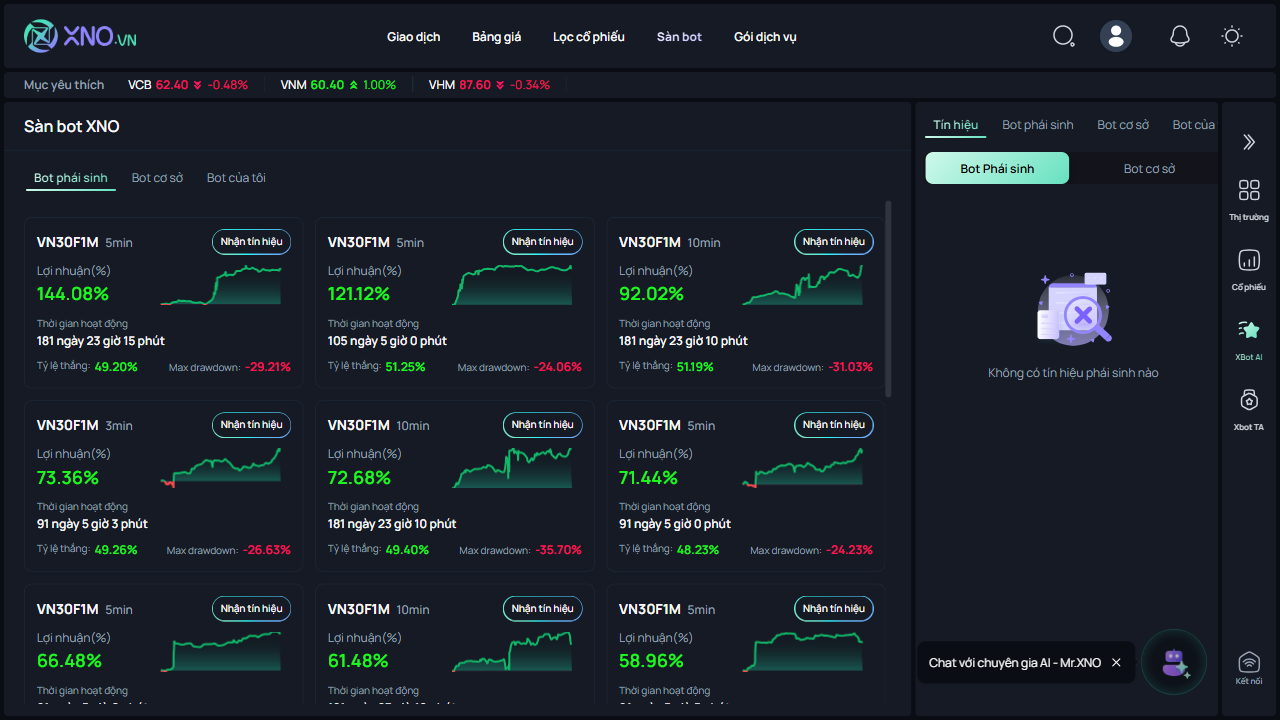 XNO.VN
Giao dịch Bảng giá Lọc cổ phiếu Sàn bot Gói dịch vụ
Mục yêu thích VCB 62.40 -0.48% VNM 60.40 1.00% VHM 87.60 -0.34%
Sàn bot XNO
Bot phái sinh Bot cơ sở Bot của tôi
VN30F1M 5min Nhận tín hiệu
Lợi nhuận(%)
144.08%
Thời gian hoạt động
181 ngày 23 giờ 15 phút
Tỷ lệ thắng: 49.20% Max drawdown: -29.21%
VN30F1M 5min Nhận tín hiệu
Lợi nhuận(%)
121.12%
Thời gian hoạt động
105 ngày 5 giờ 0 phút
Tỷ lệ thắng: 51.25% Max drawdown: -24.06%
VN30F1M 10min Nhận tín hiệu
Lợi nhuận(%)
92.02%
Thời gian hoạt động
181 ngày 23 giờ 10 phút
Tỷ lệ thắng: 51.19% Max drawdown: -31.03%
VN30F1M 3min Nhận tín hiệu
Lợi nhuận(%)
73.36%
Thời gian hoạt động
91 ngày 5 giờ 3 phút
Tỷ lệ thắng: 49.26% Max drawdown: -26.63%
VN30F1M 10min Nhận tín hiệu
Lợi nhuận(%)
72.68%
Thời gian hoạt động
181 ngày 23 giờ 10 phút
Tỷ lệ thắng: 49.40% Max drawdown: -35.70%
VN30F1M 5min Nhận tín hiệu
Lợi nhuận(%)
71.44%
Thời gian hoạt động
91 ngày 5 giờ 0 phút
Tỷ lệ thắng: 48.23% Max drawdown: -24.23%
VN30F1M 5min Nhận tín hiệu
Lợi nhuận(%)
66.48%
Thời gian hoạt động
VN30F1M 10min Nhận tín hiệu
Lợi nhuận(%)
61.48%
Thời gian hoạt động
VN30F1M 5min Nhận tín hiệu
Lợi nhuận(%)
58.96%
Thời gian hoạt động
Tín hiệu Bot phái sinh Bot cơ sở Bot của
Bot Phái sinh Bot cơ sở
Không có tín hiệu phái sinh nào
Chat với chuyên gia AI - Mr.XNO
Thị trường
Cổ phiếu
XBot AI
Xbot TA
Kết nối